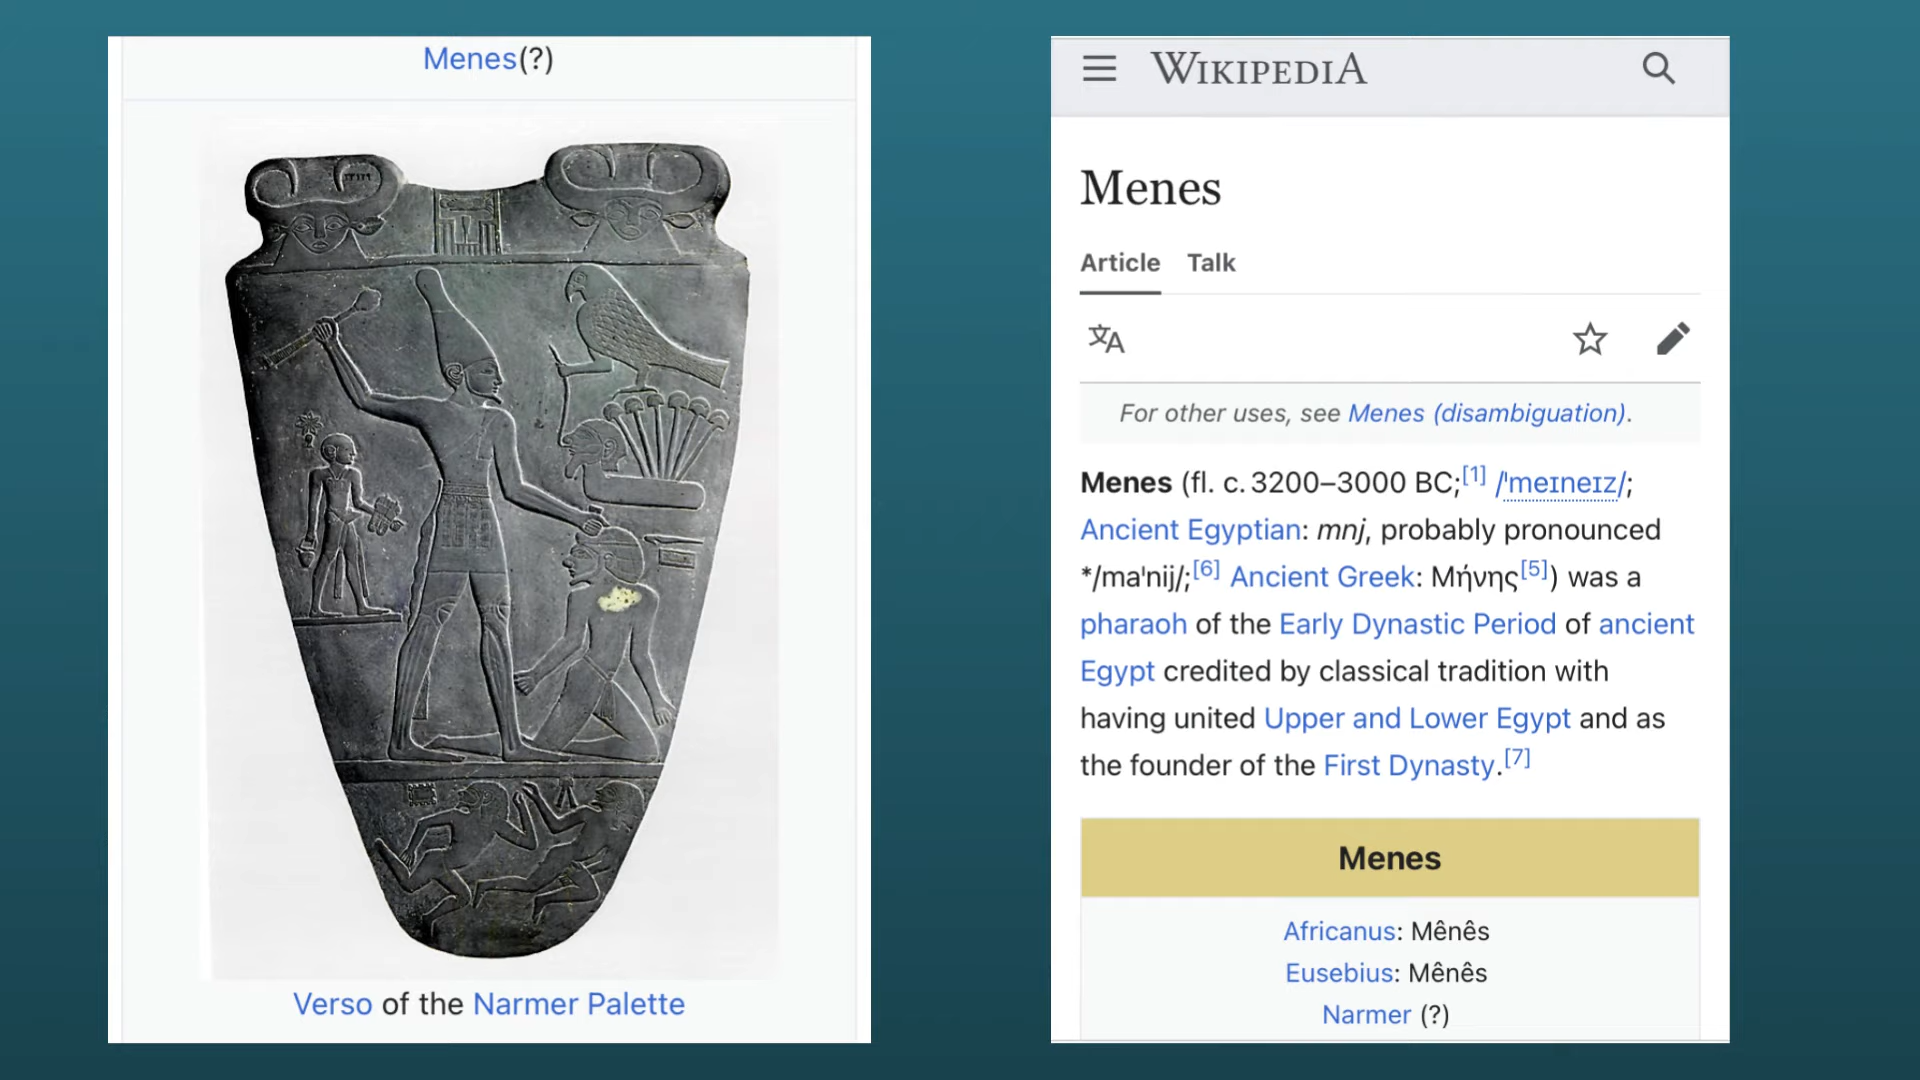 Menes(?)
Verso of the Narmer Palette
WIKIPEDIA
Menes
Article Talk
For other uses, see Menes (disambiguation).
Menes (fl. c. 3200–3000 BC;[1] /ˈmeɪneɪz/;
Ancient Egyptian: mnj, probably pronounced
*/maˈnij/;[6] Ancient Greek: Μήνης[5]) was a
pharaoh of the Early Dynastic Period of ancient
Egypt credited by classical tradition with
having united Upper and Lower Egypt and as
the founder of the First Dynasty.[7]
Menes
Africanus: Mênês
Eusebius: Mênês
Narmer (?)